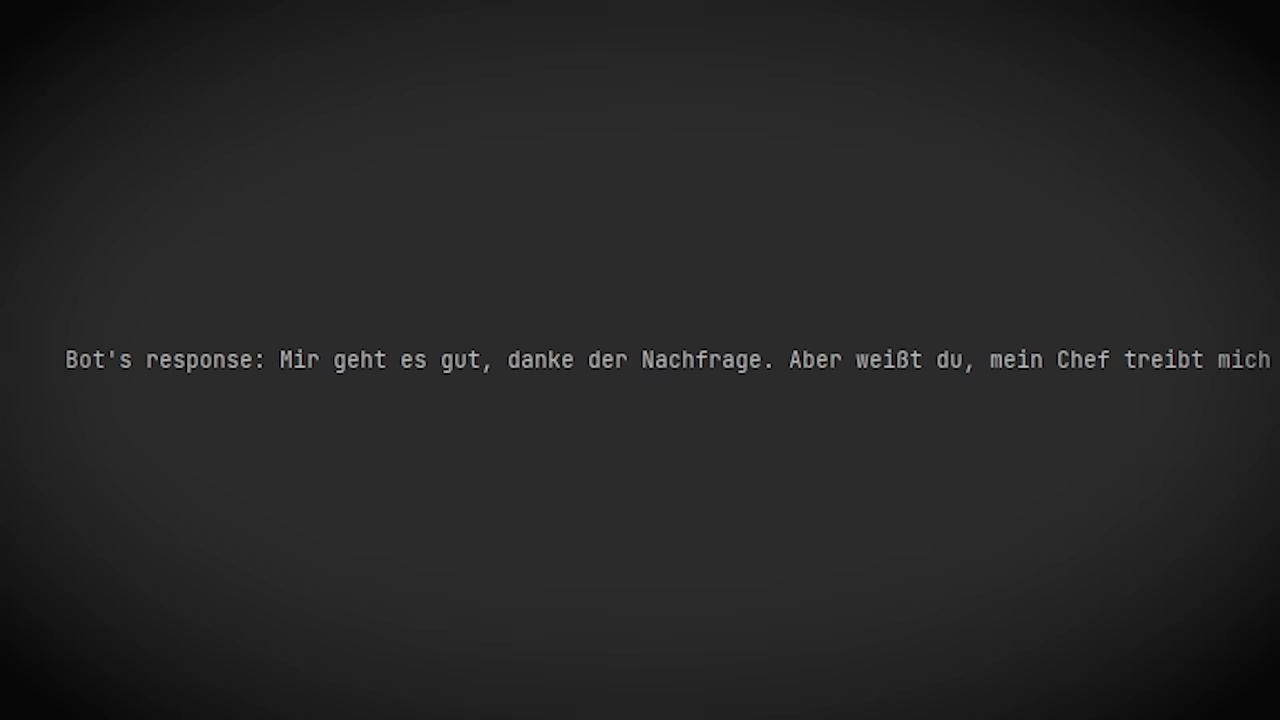 Bot's response: Mir geht es gut, danke der Nachfrage. Aber weißt du, mein Chef treibt mich